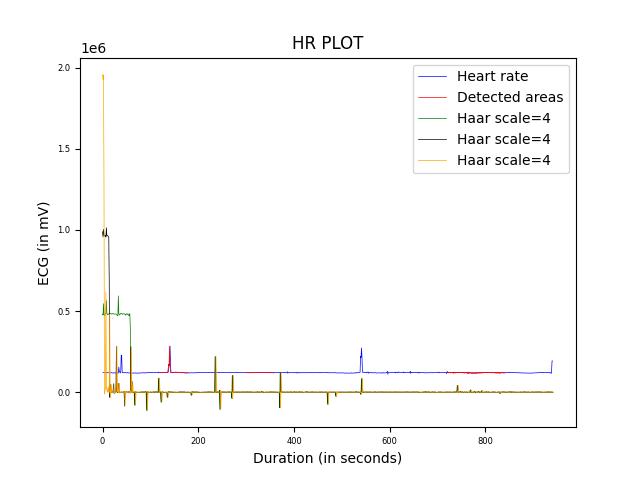 HR PLOT
1e6
2.0
1.5
1.0
0.5
0.0
ECG (in mV)
0 200 400 600 800
Duration (in seconds)
Heart rate
Detected areas
Haar scale=4
Haar scale=4
Haar scale=4